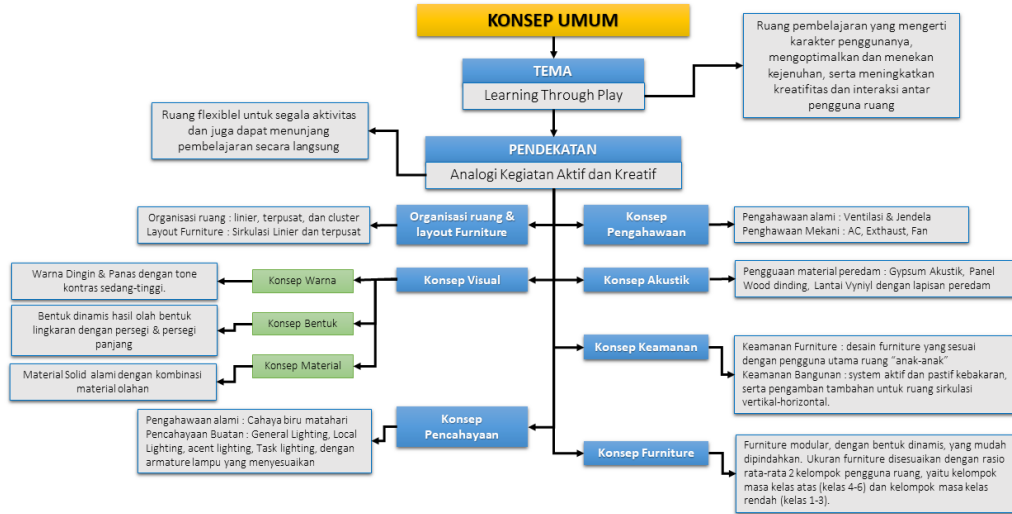 KONSEP UMUM
TEMA
Learning Through Play
Ruang pembelajaran yang mengerti
karakter penggunanya,
mengoptimalkan dan menekan
kejenuhan, serta meningkatkan
kreatifitas dan interaksi antar
pengguna ruang
Ruang flexiblel untuk segala aktivitas
dan juga dapat menunjang
pembelajaran secara langsung
PENDEKATAN
Analogi Kegiatan Aktif dan Kreatif
Organisasi ruang : linier, terpusat, dan cluster
Layout Furniture : Sirkulasi Linier dan terpusat
Organisasi ruang &
layout Furniture
Konsep
Pengahawaan
Pengahawaan alami : Ventilasi & Jendela
Penghawaan Mekani : AC, Exthaust, Fan
Warna Dingin & Panas dengan tone
kontras sedang-tinggi.
Konsep Warna
Konsep Visual
Konsep Akustik
Pengguaan material peredam : Gypsum Akustik, Panel
Wood dinding, Lantai Vyniyl dengan lapisan peredam
Bentuk dinamis hasil olah bentuk
lingkaran dengan persegi & persegi
panjang
Konsep Bentuk
Material Solid alami dengan kombinasi
material olahan
Konsep Material
Konsep Keamanan
Keamanan Furniture : desain furniture yang sesuai
dengan pengguna utama ruang “anak-anak”
Keamanan Bangunan : system aktif dan pastif kebakaran,
serta pengamban tambahan untuk ruang sirkulasi
vertikal-horizontal.
Pengahawaan alami : Cahaya biru matahari
Pencahayaan Buatan : General Lighting, Local
Lighting, acent lighting, Task lighting, dengan
armature lampu yang menyesuaikan
Konsep
Pencahayaan
Konsep Furniture
Furniture modular, dengan bentuk dinamis, yang mudah
dipindahkan. Ukuran furniture disesuaikan dengan rasio
rata-rata 2 kelompok pengguna ruang, yaitu kelompok
masa kelas atas (kelas 4-6) dan kelompok masa kelas
rendah (kelas 1-3).